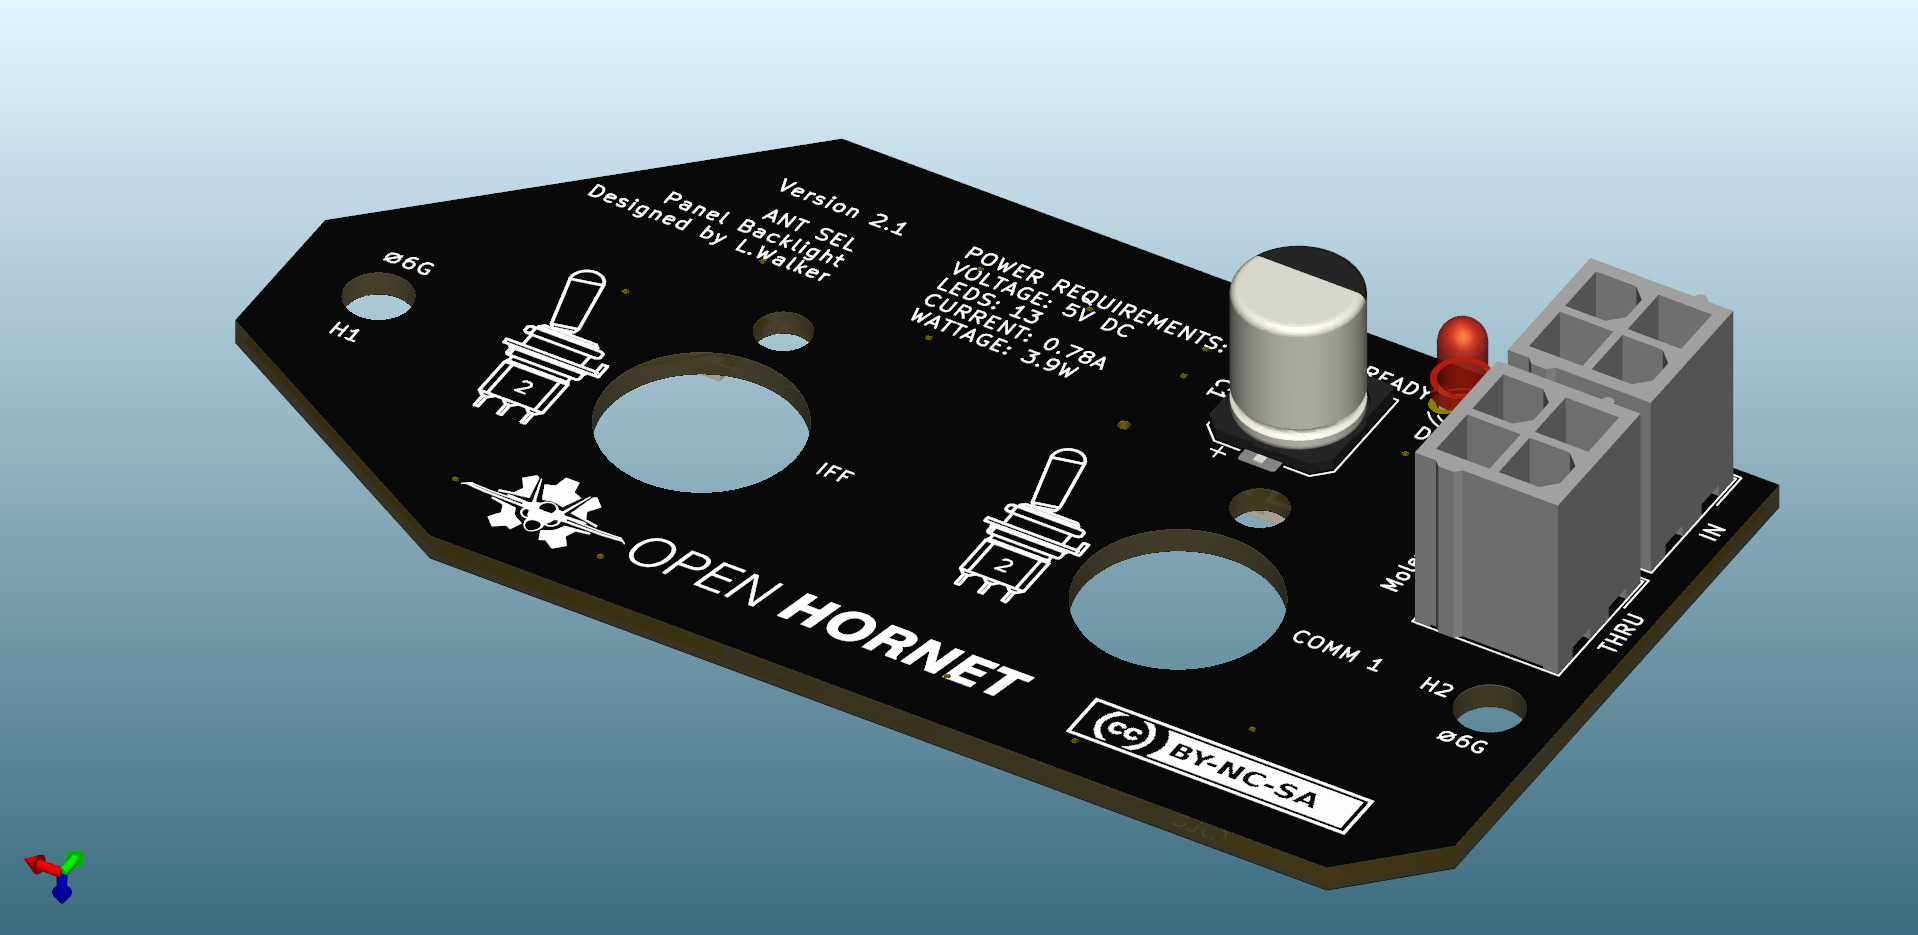 Version 2.1
ANT SEL
Panel Backlight
Designed by L.Walker
POWER REQUIREMENTS:
VOLTAGE: 5V DC
LEDS: 13
CURRENT: 0.78A
WATTAGE: 3.9W
ø6G
H1
2
IFF
OPEN HORNET
2
COMM 1
+
READY
IN
THRU
H2
ø6G
cc BY-NC-SA